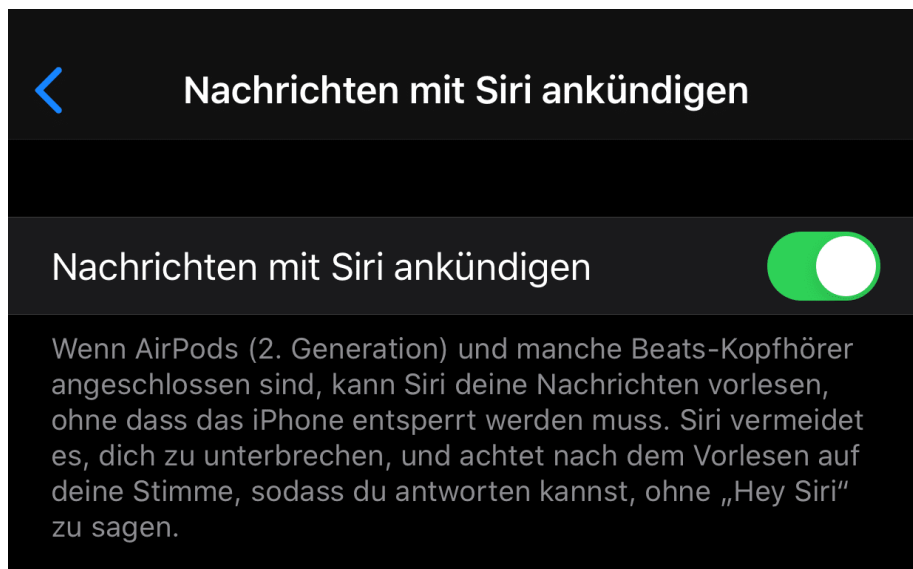 Nachrichten mit Siri ankündigen
Nachrichten mit Siri ankündigen
Wenn AirPods (2. Generation) und manche Beats-Kopfhörer
angeschlossen sind, kann Siri deine Nachrichten vorlesen,
ohne dass das iPhone entsperrt werden muss. Siri vermeidet
es, dich zu unterbrechen, und achtet nach dem Vorlesen auf
deine Stimme, sodass du antworten kannst, ohne „Hey Siri“
zu sagen.